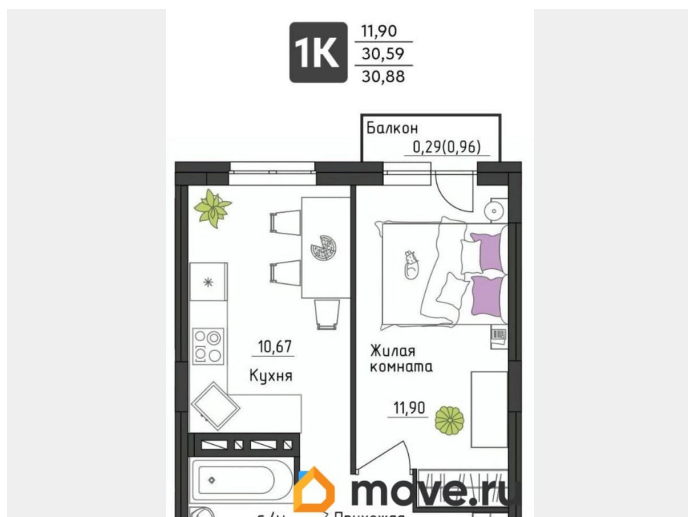 1К
11,90
30,59
30,88
Балкон
0,29(0,96)
10,67
Кухня
Жилая
комната
11,90
move.ru
Прихожая